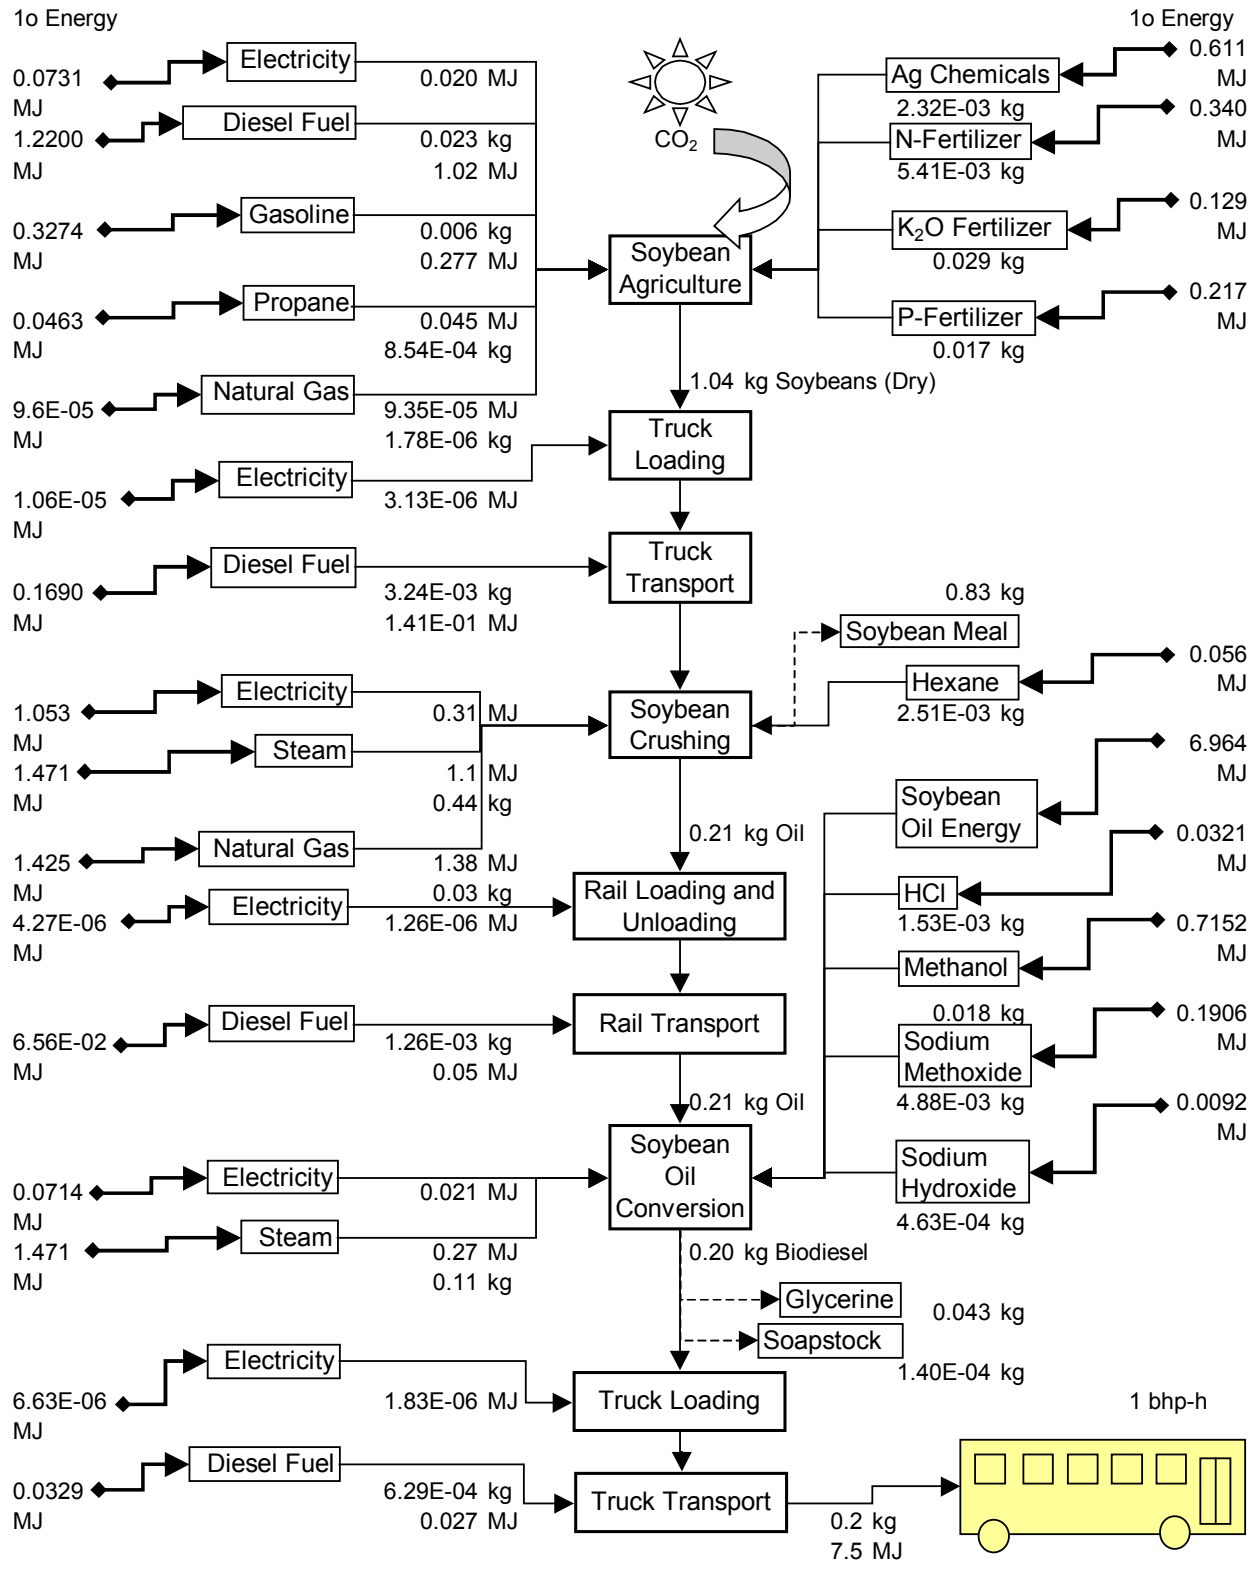 1o Energy
1o Energy
0.0731
MJ
Electricity
0.020 MJ
1.2200
MJ
Diesel Fuel
0.023 kg
1.02 MJ
0.3274
MJ
Gasoline
0.006 kg
0.277 MJ
0.0463
MJ
Propane
0.045 MJ
8.54E-04 kg
9.6E-05
MJ
Natural Gas
9.35E-05 MJ
1.78E-06 kg
CO2
Soybean
Agriculture
Ag Chemicals
2.32E-03 kg
0.611
MJ
N-Fertilizer
5.41E-03 kg
0.340
MJ
K2O Fertilizer
0.029 kg
0.129
MJ
P-Fertilizer
0.017 kg
0.217
MJ
1.04 kg Soybeans (Dry)
1.06E-05
MJ
Electricity
3.13E-06 MJ
Truck
Loading
0.1690
MJ
Diesel Fuel
3.24E-03 kg
1.41E-01 MJ
Truck
Transport
0.83 kg
Soybean Meal
1.053
MJ
Electricity
0.31 MJ
1.471
MJ
Steam
1.1 MJ
0.44 kg
1.425
MJ
Natural Gas
1.38 MJ
0.03 kg
Soybean
Crushing
Hexane
2.51E-03 kg
0.056
MJ
0.21 kg Oil
4.27E-06
MJ
Electricity
1.26E-06 MJ
Rail Loading and
Unloading
6.56E-02
MJ
Diesel Fuel
1.26E-03 kg
0.05 MJ
Rail Transport
0.21 kg Oil
Soybean
Oil Energy
6.964
MJ
HCl
1.53E-03 kg
0.0321
MJ
Methanol
0.018 kg
0.7152
MJ
Sodium
Methoxide
4.88E-03 kg
0.1906
MJ
Sodium
Hydroxide
4.63E-04 kg
0.0092
MJ
0.0714
MJ
Electricity
0.021 MJ
1.471
MJ
Steam
0.27 MJ
0.11 kg
Soybean
Oil
Conversion
0.20 kg Biodiesel
Glycerine
0.043 kg
Soapstock
1.40E-04 kg
6.63E-06
MJ
Electricity
1.83E-06 MJ
Truck Loading
0.0329
MJ
Diesel Fuel
6.29E-04 kg
0.027 MJ
Truck Transport
0.2 kg
7.5 MJ
1 bhp-h